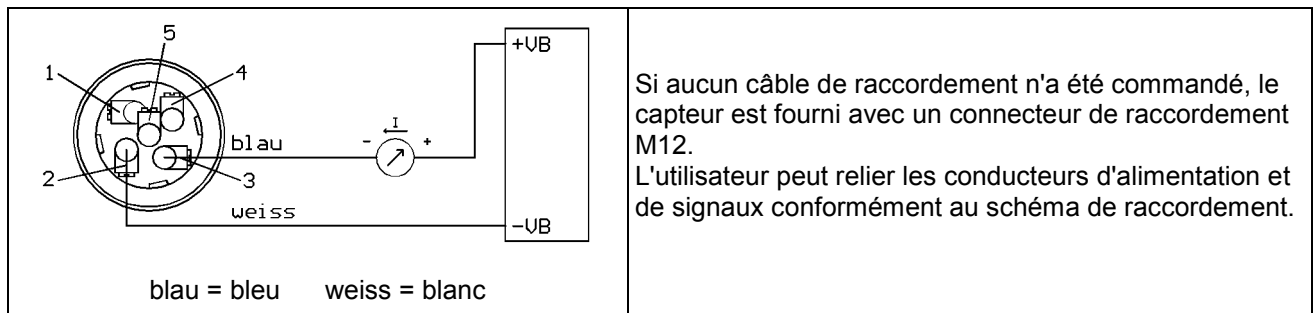 5
+VB
1
4
I
- +
blau
2
3
weiss
-VB
blau = bleu weiss = blanc
Si aucun câble de raccordement n'a été commandé, le
capteur est fourni avec un connecteur de raccordement
M12.
L'utilisateur peut relier les conducteurs d'alimentation et
de signaux conformément au schéma de raccordement.